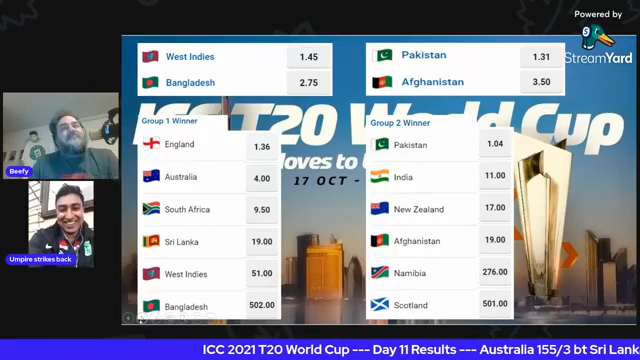 Powered by
StreamYard
West Indies 1.45
Bangladesh 2.75
Pakistan 1.31
Afghanistan 3.50
ICC T20 World Cup
Moves to
17 OCT -
Group 1 Winner
England 1.36
Australia 4.00
South Africa 9.50
Sri Lanka 19.00
West Indies 51.00
Bangladesh 502.00
Group 2 Winner
Pakistan 1.04
India 11.00
New Zealand 17.00
Afghanistan 19.00
Namibia 276.00
Scotland 501.00
Beefy
Umpire strikes back
ICC 2021 T20 World Cup --- Day 11 Results --- Australia 155/3 bt Sri Lank